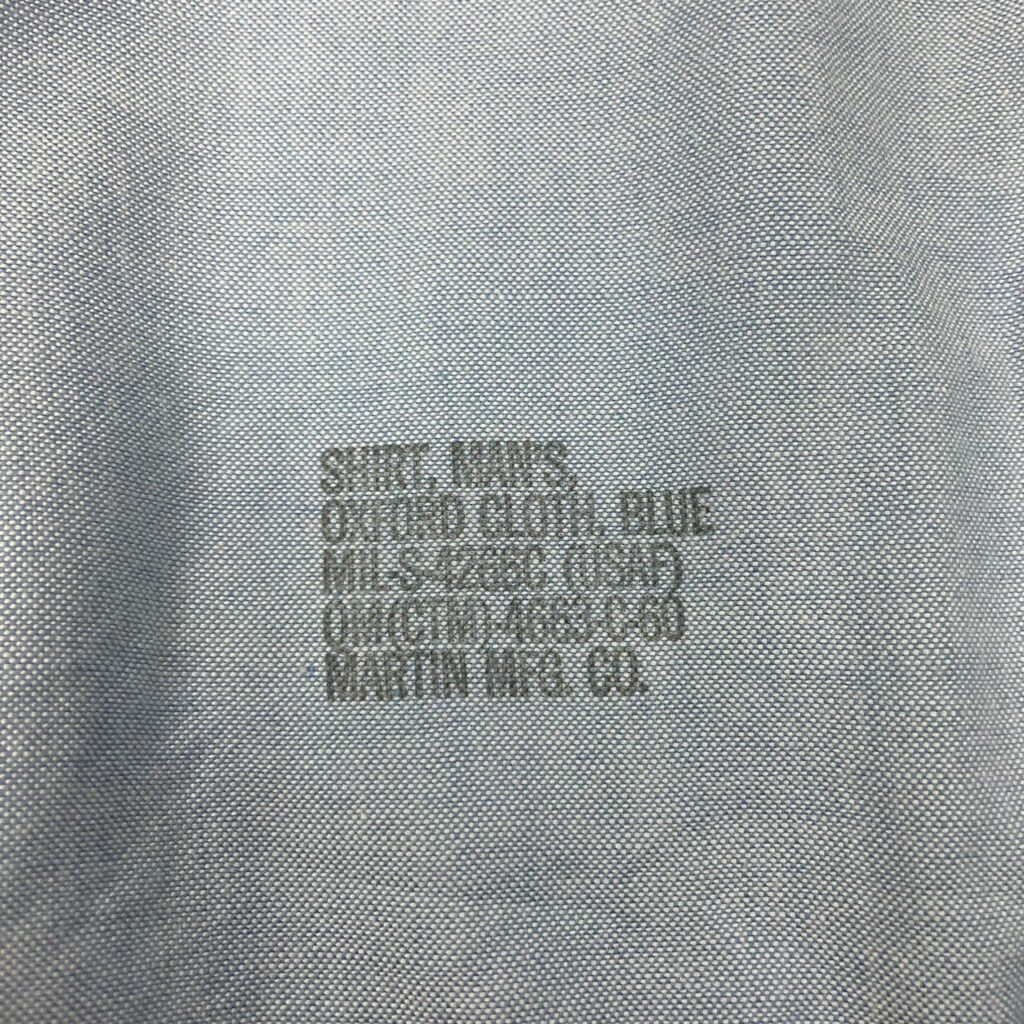 SHIRT, MAN'S,
OXFORD CLOTH, BLUE
MIL-S-4268C (USAF)
QM(CTM)-4663-C-60
MARTIN MFG. CO.